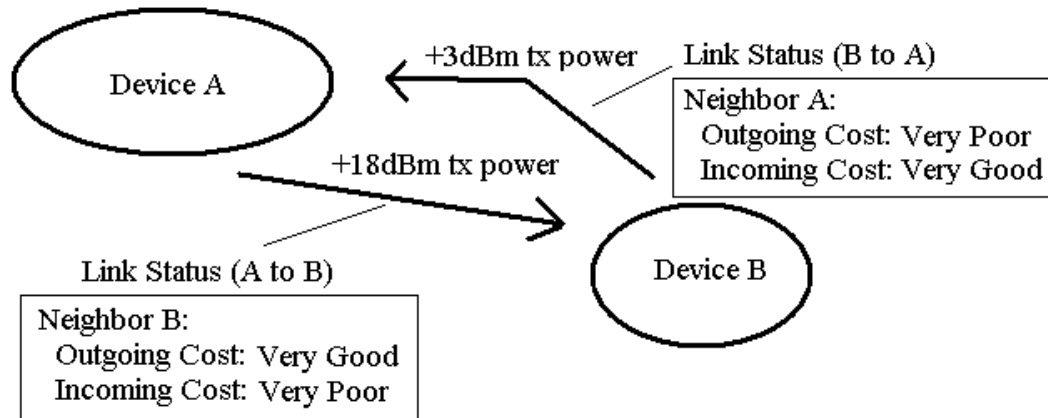 +3dBm tx power
Link Status (B to A)
Device A
Neighbor A:
Outgoing Cost: Very Poor
Incoming Cost: Very Good
+18dBm tx power
Link Status (A to B)
Device B
Neighbor B:
Outgoing Cost: Very Good
Incoming Cost: Very Poor